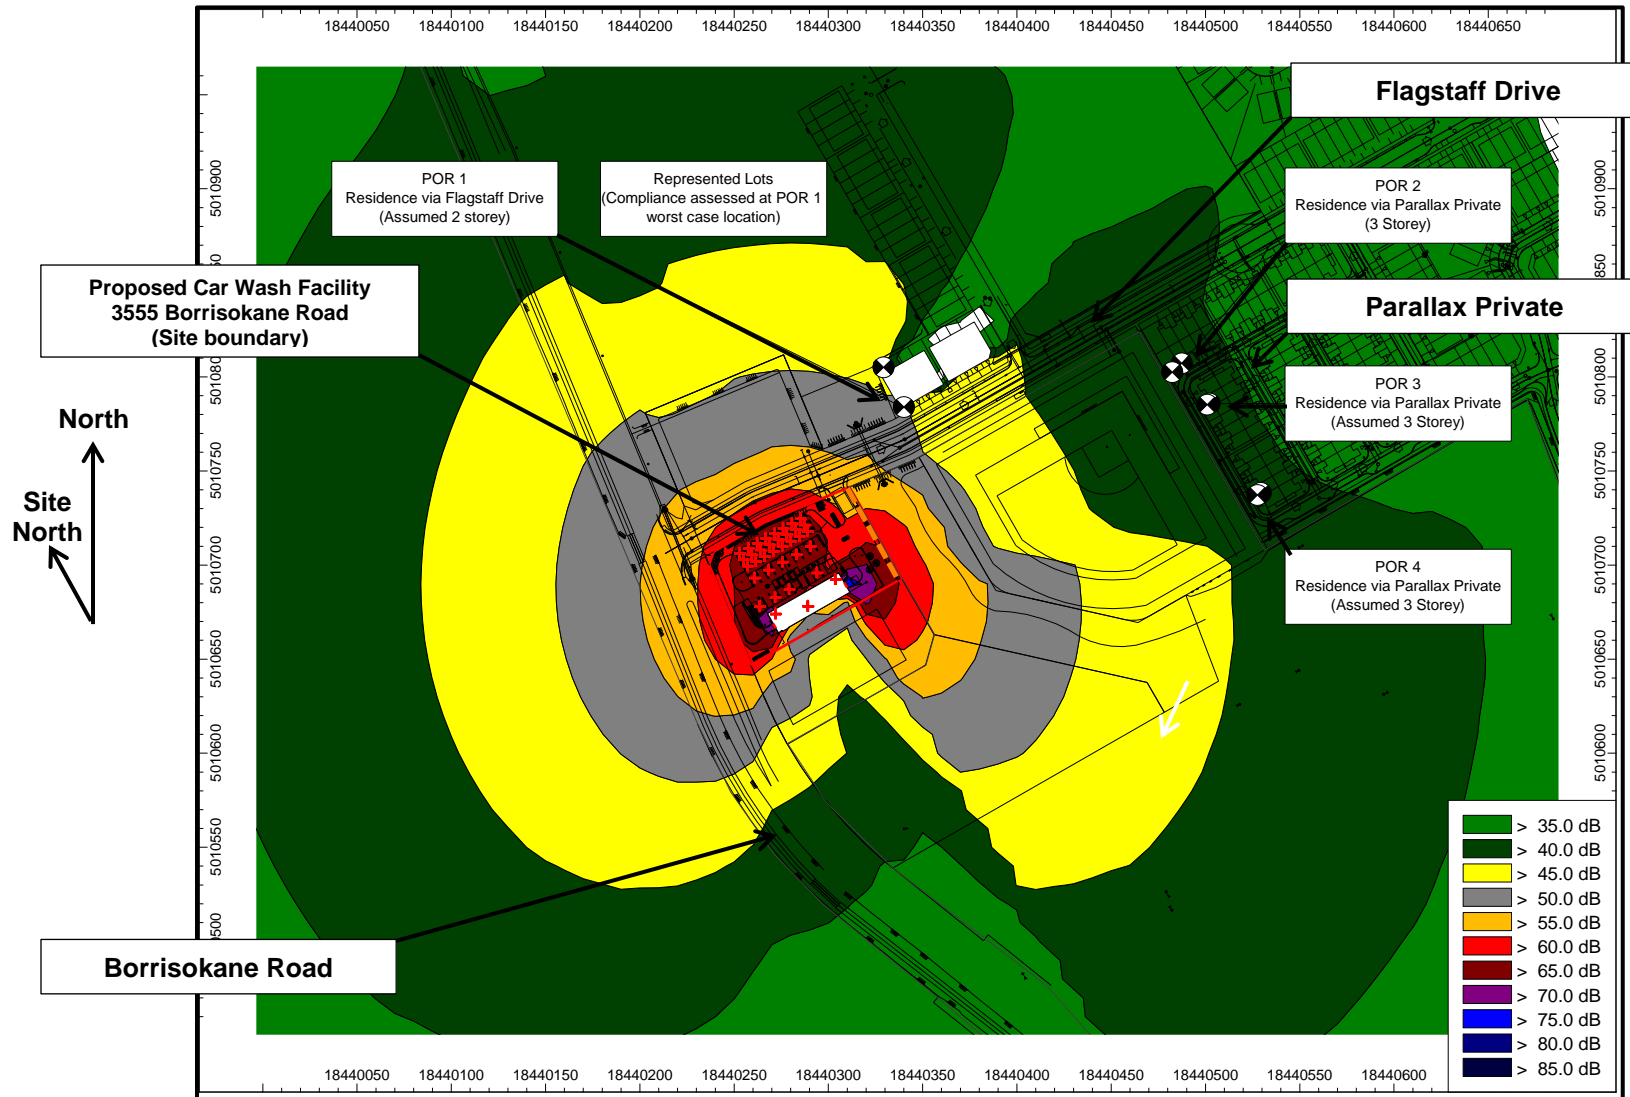 18440050 18440100 18440150 18440200 18440250 18440300 18440350 18440400 18440450 18440500 18440550 18440600 18440650
Flagstaff Drive
POR 1
Residence via Flagstaff Drive
(Assumed 2 storey)
Represented Lots
(Compliance assessed at POR 1
worst case location)
POR 2
Residence via Parallax Private
(3 Storey)
5010900
5010900
Proposed Car Wash Facility
3555 Borrisokane Road
(Site boundary)
50
5010850
Parallax Private
5010800
5010800
POR 3
Residence via Parallax Private
(Assumed 3 Storey)
North
Site
North
5010750
5010750
5010700
5010700
POR 4
Residence via Parallax Private
(Assumed 3 Storey)
5010650
5010650
5010600
5010600
5010550
500
Borrisokane Road
> 35.0 dB
> 40.0 dB
> 45.0 dB
> 50.0 dB
> 55.0 dB
> 60.0 dB
> 65.0 dB
> 70.0 dB
> 75.0 dB
> 80.0 dB
> 85.0 dB
18440050 18440100 18440150 18440200 18440250 18440300 18440350 18440400 18440450 18440500 18440550 18440600